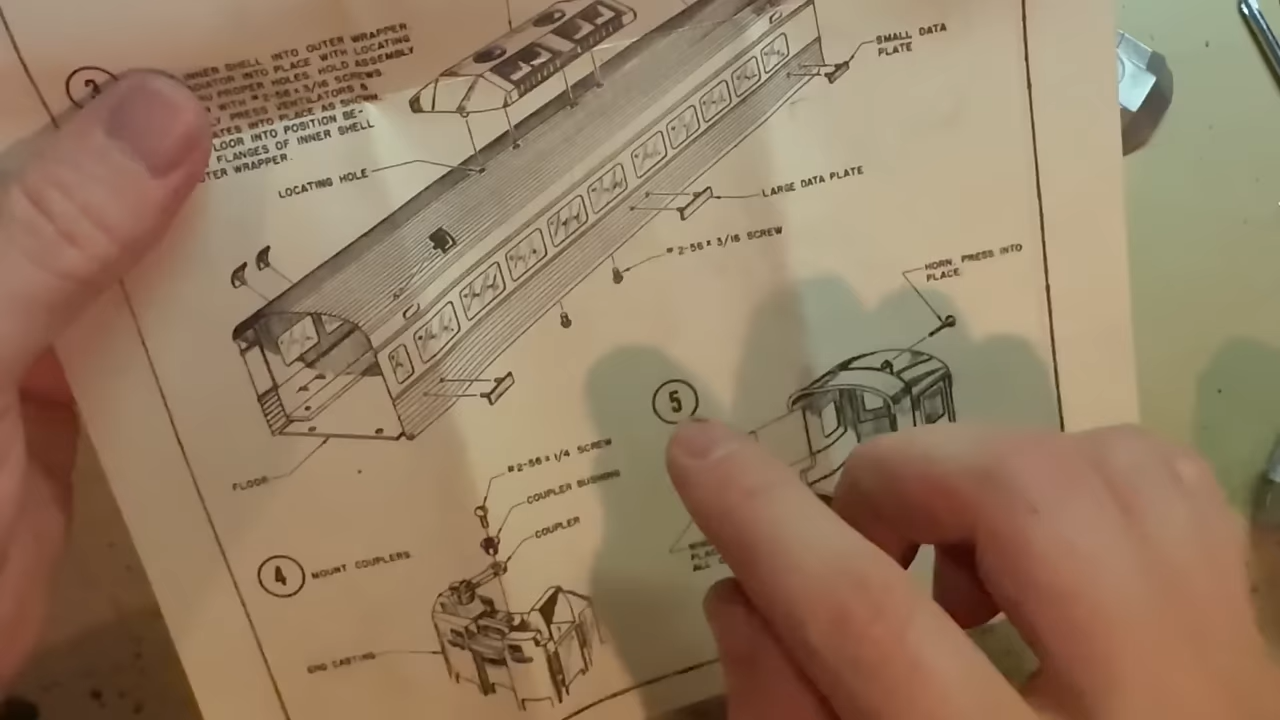 3
INNER SHELL INTO OUTER WRAPPER
INTO PLACE WITH LOCATING
PROPER HOLES. HOLD ASSEMBLY
WITH #2-56 x 3/16 SCREWS.
PRESS VENTILATORS &
INTO PLACE AS SHOWN.
FLOOR INTO POSITION BE-
FLANGES OF INNER SHELL
OUTER WRAPPER.
SMALL DATA
PLATE
LOCATING HOLE
LARGE DATA PLATE
#2-56 x 3/16 SCREW
HORN, PRESS INTO
PLACE.
5
FLOOR
#2-56 x 1/4 SCREW
COUPLER BUSHING
COUPLER
4 MOUNT COUPLERS
END CASTING
ALL